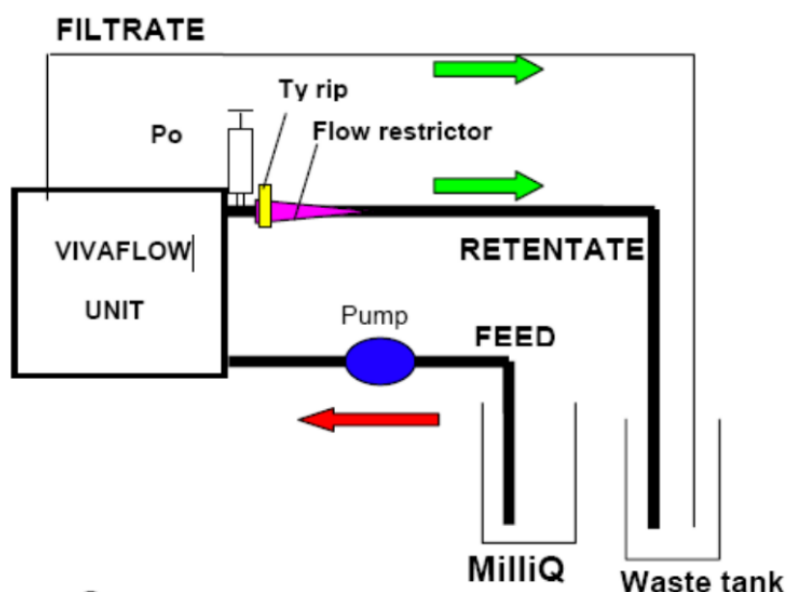 FILTRATE
Ty rip
Po
Flow restrictor
VIVAFLOW
UNIT
RETENTATE
Pump
FEED
MilliQ
Waste tank